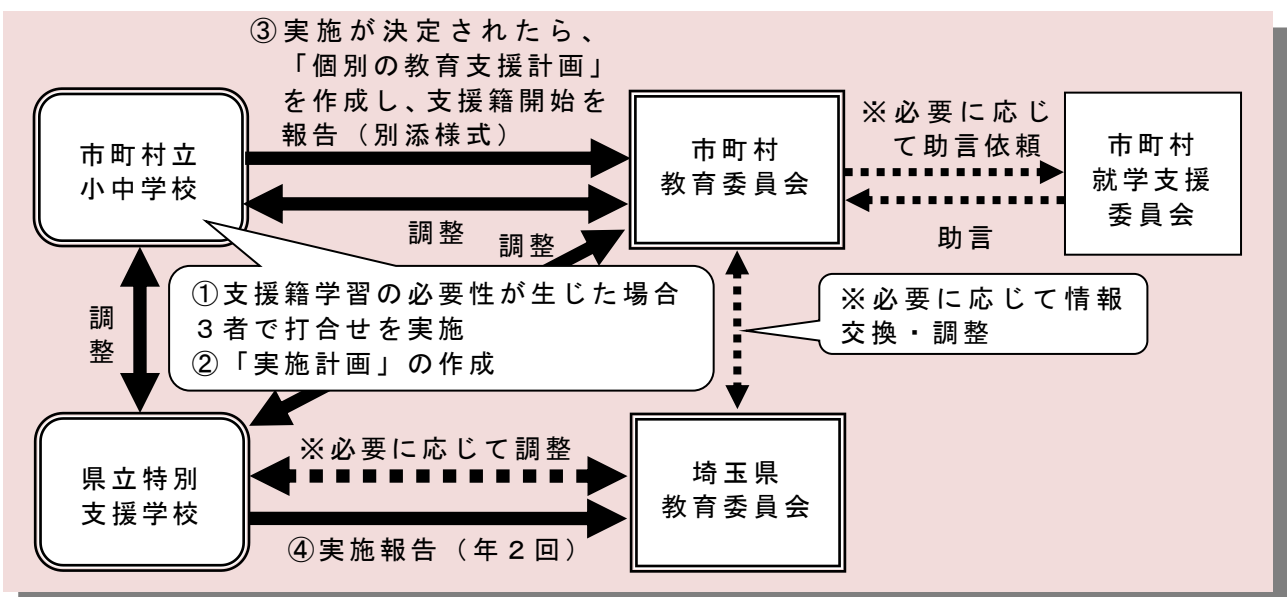 ③実施が決定されたら、
「個別の教育支援計画」
を作成し、支援籍開始を
報告（別添様式）
市町村立
小中学校
市町村
教育委員会
※必要に応じ
て助言依頼
市町村
就学支援
委員会
助言
調整
調整
調
整
①支援籍学習の必要性が生じた場合
３者で打合せを実施
②「実施計画」の作成
※必要に応じて情報
交換・調整
県立特別
支援学校
※必要に応じて調整
埼玉県
教育委員会
④実施報告（年２回）